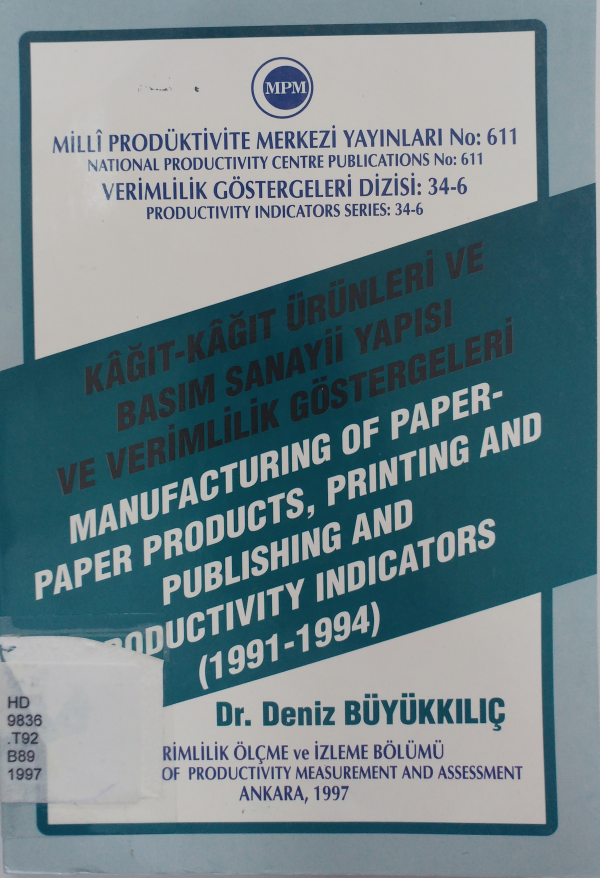 MPM
MİLLÎ PRODÜKTİVİTE MERKEZİ YAYINLARI No: 611
NATIONAL PRODUCTIVITY CENTRE PUBLICATIONS No: 611
VERİMLİLİK GÖSTERGELERİ DİZİSİ: 34-6
PRODUCTIVITY INDICATORS SERIES: 34-6
KÂĞIT-KÂĞIT ÜRÜNLERİ VE
BASIM SANAYİİ YAPISI
VE VERİMLİLİK GÖSTERGELERİ
MANUFACTURING OF PAPER-
PAPER PRODUCTS, PRINTING AND
PUBLISHING AND
RODUCTIVITY INDICATORS
(1991-1994)
Dr. Deniz BÜYÜKKILIÇ
RİMLİLİK ÖLÇME ve İZLEME BÖLÜMÜ
OF PRODUCTIVITY MEASUREMENT AND ASSESSMENT
ANKARA, 1997
HD
9836
.T92
B89
1997